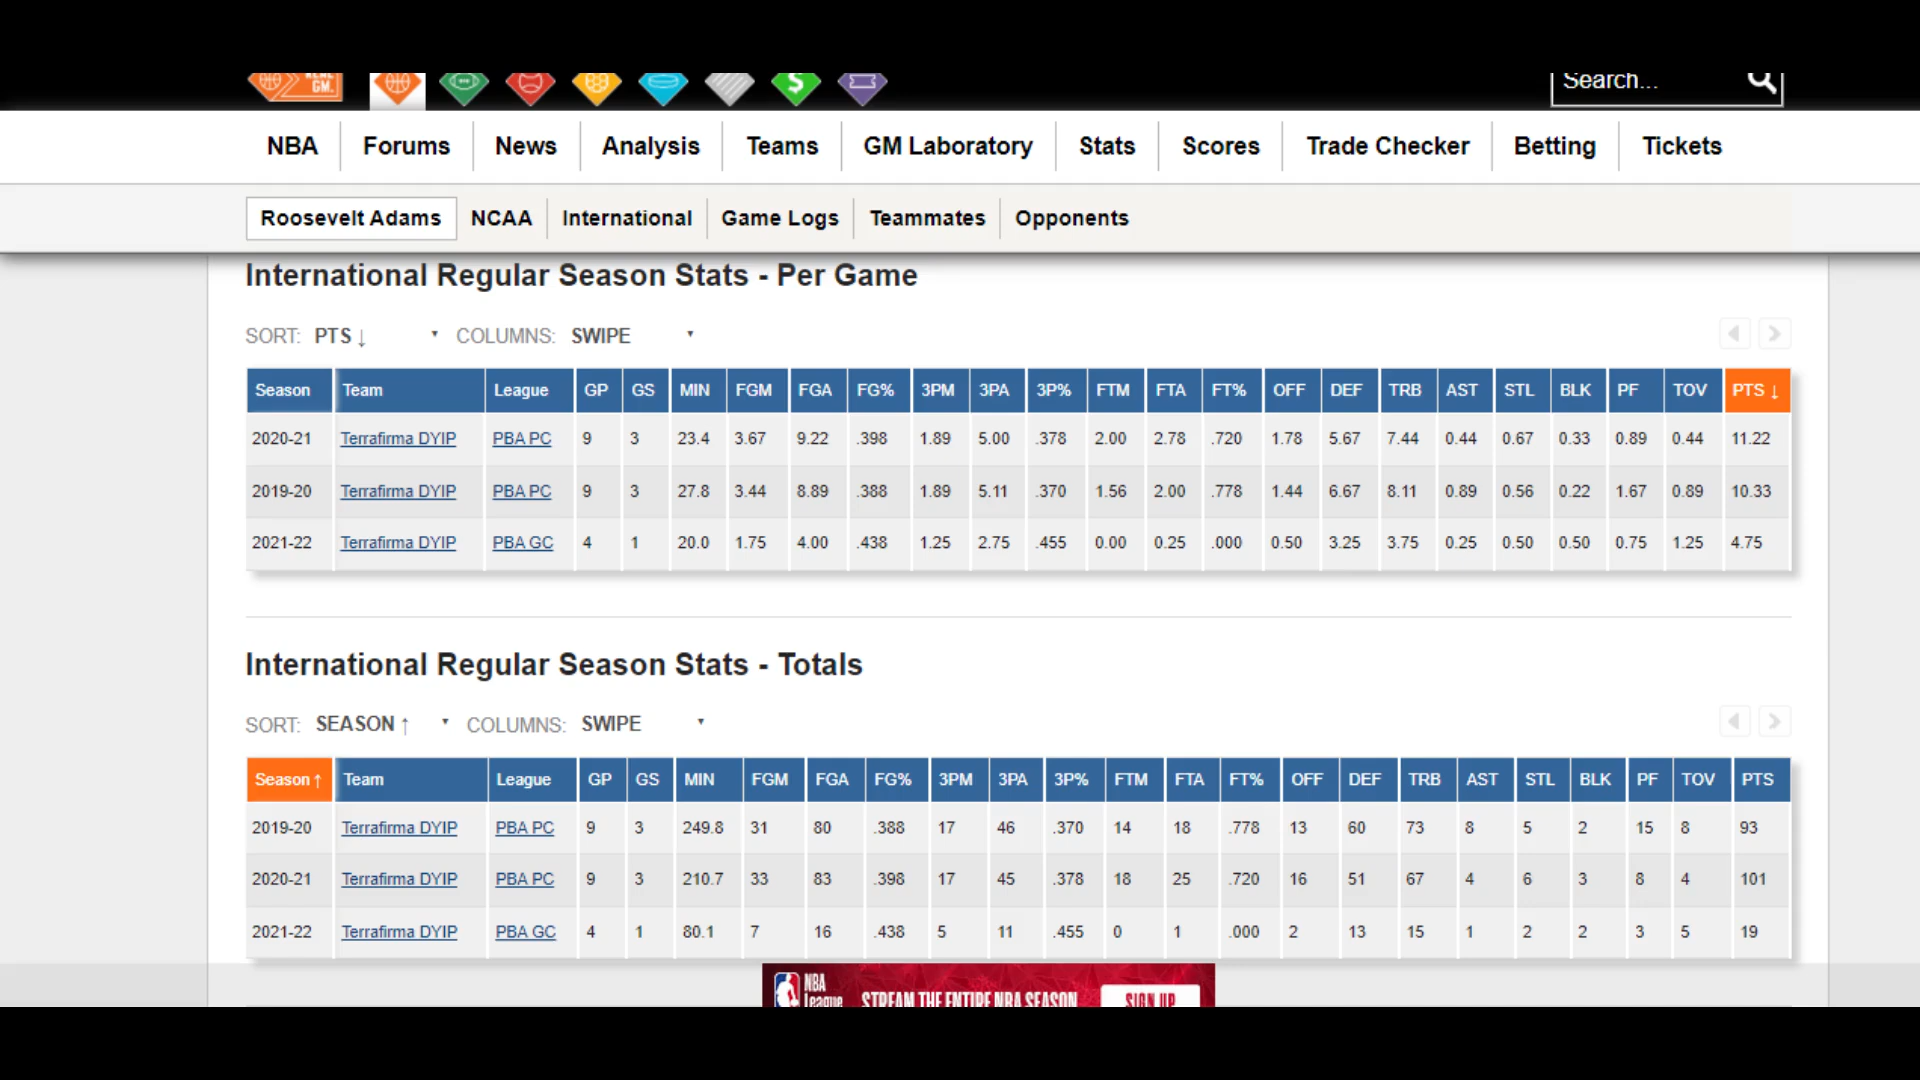 GM.
$
Search...
NBA Forums News Analysis Teams GM Laboratory Stats Scores Trade Checker Betting Tickets
Roosevelt Adams NCAA International Game Logs Teammates Opponents
International Regular Season Stats - Per Game
SORT: PTS ↓ COLUMNS: SWIPE
Season Team League GP GS MIN FGM FGA FG% 3PM 3PA 3P% FTM FTA FT% OFF DEF TRB AST STL BLK PF TOV PTS ↓
2020-21 Terrafirma DYIP PBA PC 9 3 23.4 3.67 9.22 .398 1.89 5.00 .378 2.00 2.78 .720 1.78 5.67 7.44 0.44 0.67 0.33 0.89 0.44 11.22
2019-20 Terrafirma DYIP PBA PC 9 3 27.8 3.44 8.89 .388 1.89 5.11 .370 1.56 2.00 .778 1.44 6.67 8.11 0.89 0.56 0.22 1.67 0.89 10.33
2021-22 Terrafirma DYIP PBA GC 4 1 20.0 1.75 4.00 .438 1.25 2.75 .455 0.00 0.25 .000 0.50 3.25 3.75 0.25 0.50 0.50 0.75 1.25 4.75
International Regular Season Stats - Totals
SORT: SEASON ↑ COLUMNS: SWIPE
Season ↑ Team League GP GS MIN FGM FGA FG% 3PM 3PA 3P% FTM FTA FT% OFF DEF TRB AST STL BLK PF TOV PTS
2019-20 Terrafirma DYIP PBA PC 9 3 249.8 31 80 .388 17 46 .370 14 18 .778 13 60 73 8 5 2 15 8 93
2020-21 Terrafirma DYIP PBA PC 9 3 210.7 33 83 .398 17 45 .378 18 25 .720 16 51 67 4 6 3 8 4 101
2021-22 Terrafirma DYIP PBA GC 4 1 80.1 7 16 .438 5 11 .455 0 1 .000 2 13 15 1 2 2 3 5 19
NBA
League STREAM THE ENTIRE NBA SEASON SIGN UP